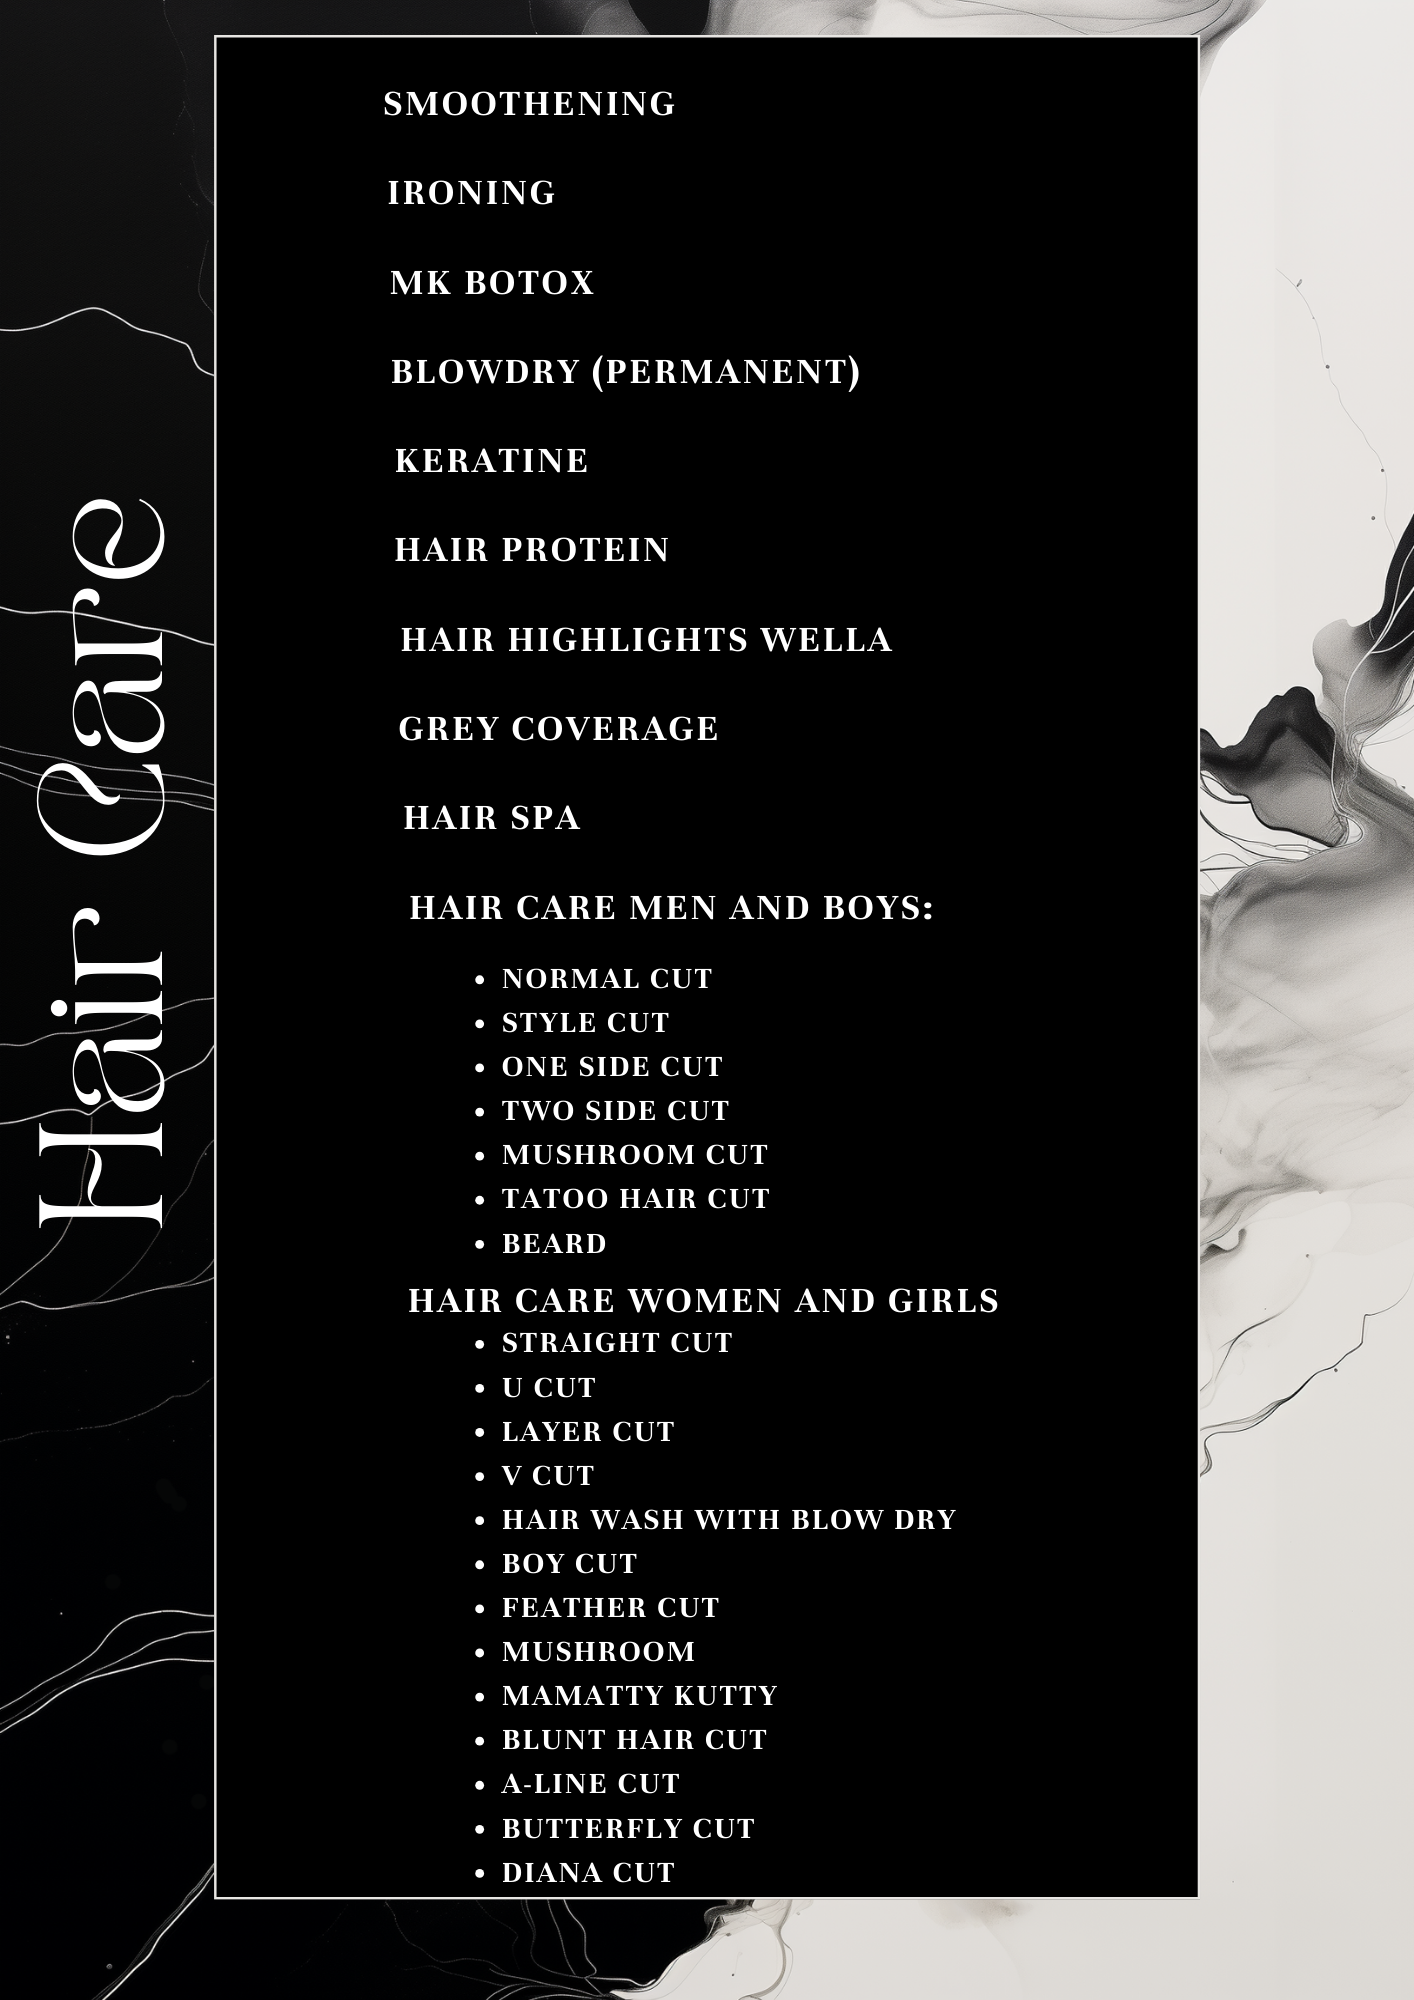 Hair Care
SMOOTHENING
IRONING
MK BOTOX
BLOWDRY (PERMANENT)
KERATINE
HAIR PROTEIN
HAIR HIGHLIGHTS WELLA
GREY COVERAGE
HAIR SPA
HAIR CARE MEN AND BOYS:
• NORMAL CUT
• STYLE CUT
• ONE SIDE CUT
• TWO SIDE CUT
• MUSHROOM CUT
• TATOO HAIR CUT
• BEARD
HAIR CARE WOMEN AND GIRLS
• STRAIGHT CUT
• U CUT
• LAYER CUT
• V CUT
• HAIR WASH WITH BLOW DRY
• BOY CUT
• FEATHER CUT
• MUSHROOM
• MAMATTY KUTTY
• BLUNT HAIR CUT
• A-LINE CUT
• BUTTERFLY CUT
• DIANA CUT